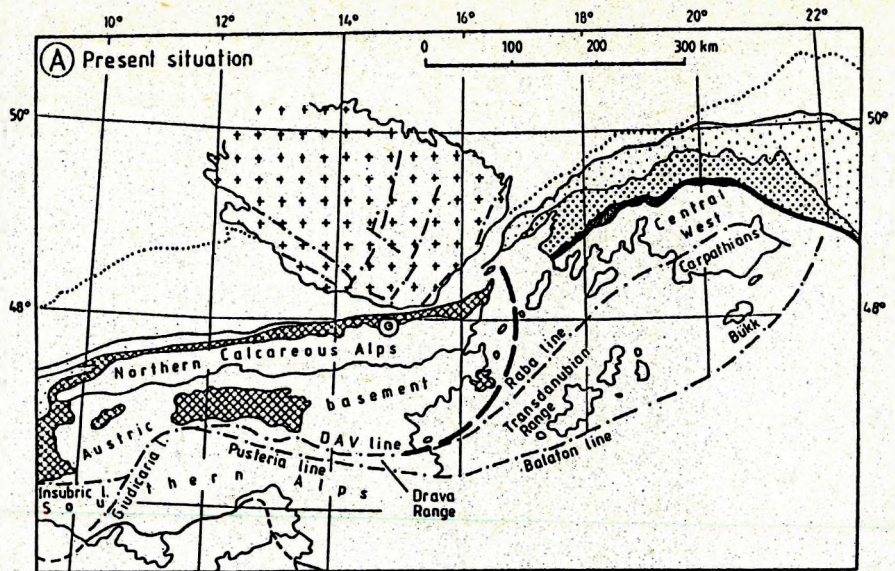 10° 12° 14° 16° 18° 20° 22°
A Present situation
0 100 200 300 km
50° 50°
Central
West
Carpathians
48° 48°
Bükk
Northern Calcareous Alps
Raba line
Transdanubian
Range
Austric basement
DAV line
Balaton line
Pusteria line
Giudicaria l.
Drava
Range
Insubric l.
Southern Alps